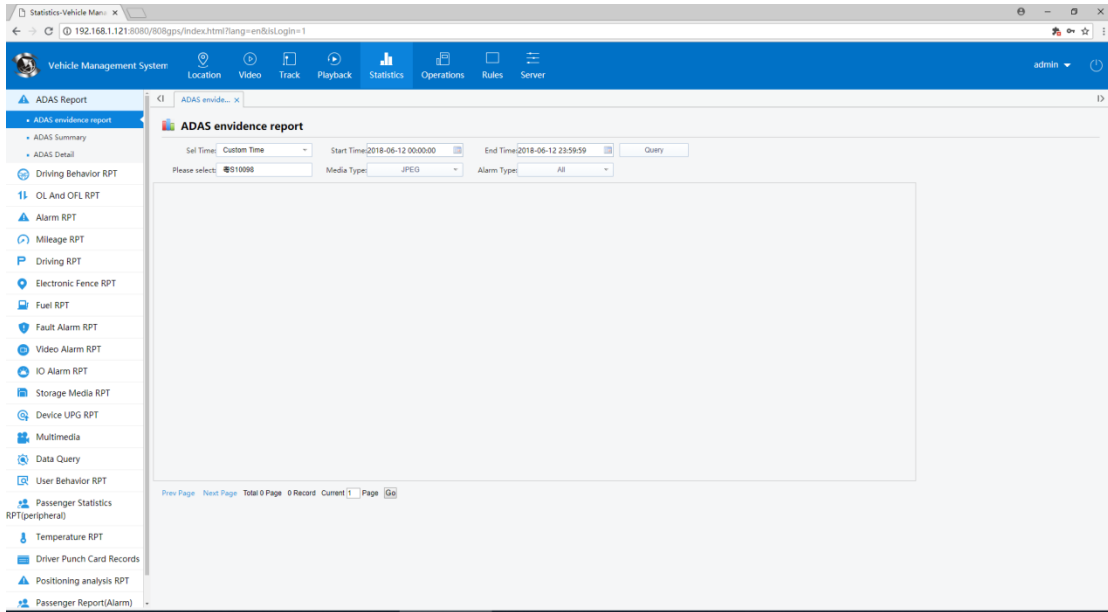 Statistics-Vehicle Mana
192.168.1.121:8080/808gps/index.html?lang=en&isLogin=1
Vehicle Management System
Location Video Track Playback Statistics Operations Rules Server
admin
ADAS Report
ADAS envidence report
ADAS Summary
ADAS Detail
Driving Behavior RPT
OL And OFL RPT
Alarm RPT
Mileage RPT
Driving RPT
Electronic Fence RPT
Fuel RPT
Fault Alarm RPT
Video Alarm RPT
IO Alarm RPT
Storage Media RPT
Device UPG RPT
Multimedia
Data Query
User Behavior RPT
Passenger Statistics
RPT(peripheral)
Temperature RPT
Driver Punch Card Records
Positioning analysis RPT
Passenger Report(Alarm)
ADAS envide...
ADAS envidence report
Sel Time: Custom Time Start Time: 2018-06-12 00:00:00 End Time: 2018-06-12 23:59:59 Query
Please select: S10098 Media Type: JPEG Alarm Type: All
Prev Page Next Page Total 0 Page 0 Record Current 1 Page Go